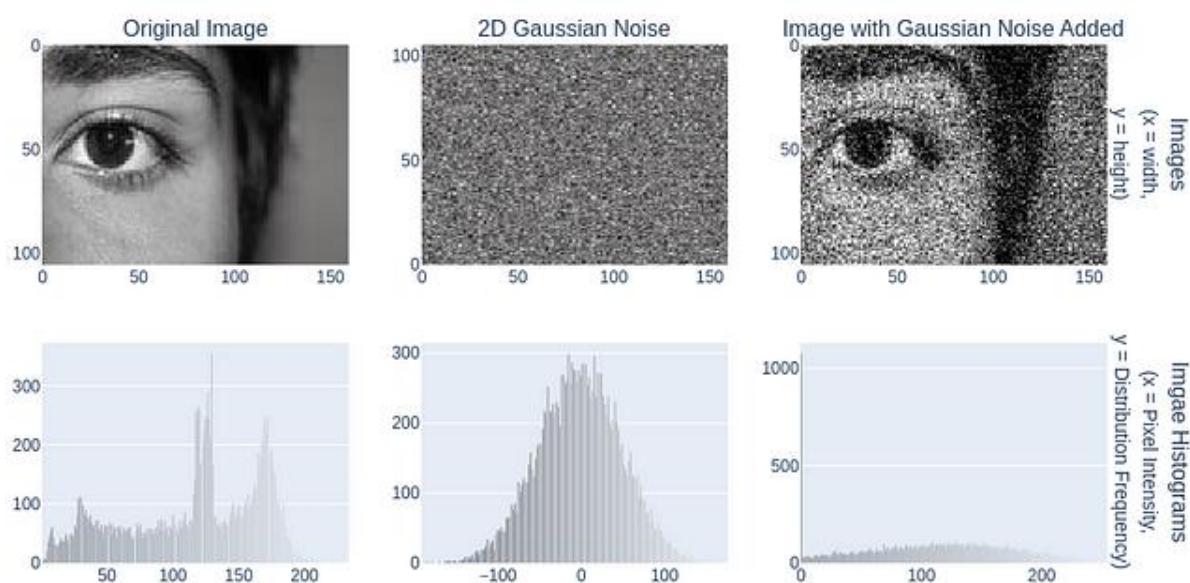 Original Image
2D Gaussian Noise
Image with Gaussian Noise Added
0
50
100
0 50 100 150
100
50
0
0 50 100 150
0
50
100
0 50 100 150
Images
(x = width,
y = height)
300
200
100
0
50 100 150 200
300
200
100
0
−100 0 100
1000
500
0
0 100 200
Imgae Histograms
(x = Pixel Intensity,
y = Distribution Frequency)